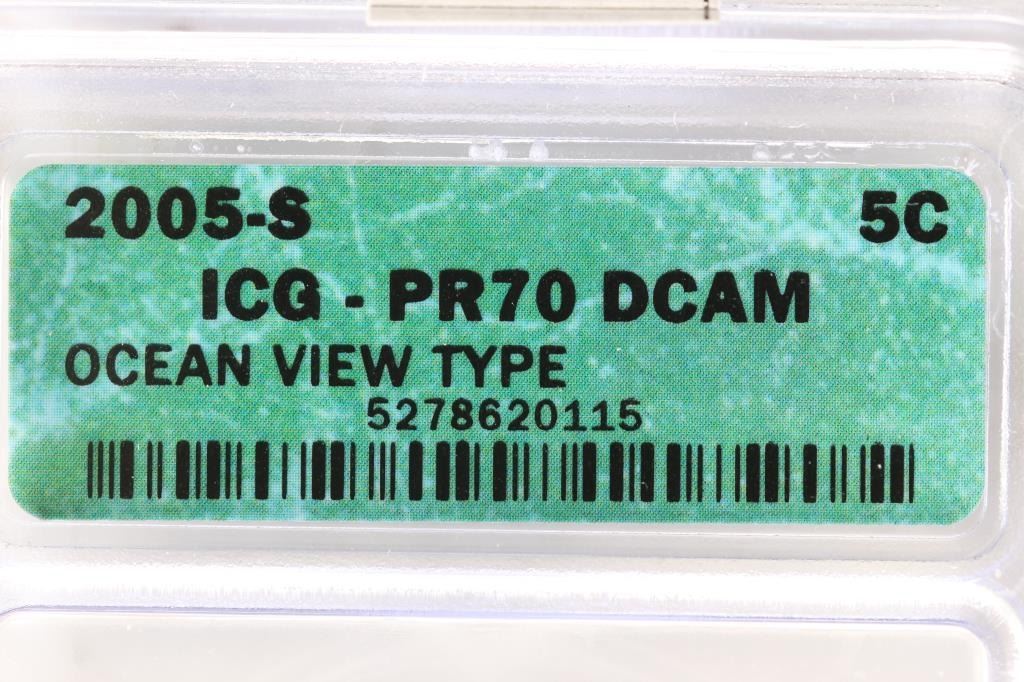 2005-S 5C
ICG - PR70 DCAM
OCEAN VIEW TYPE
5278620115